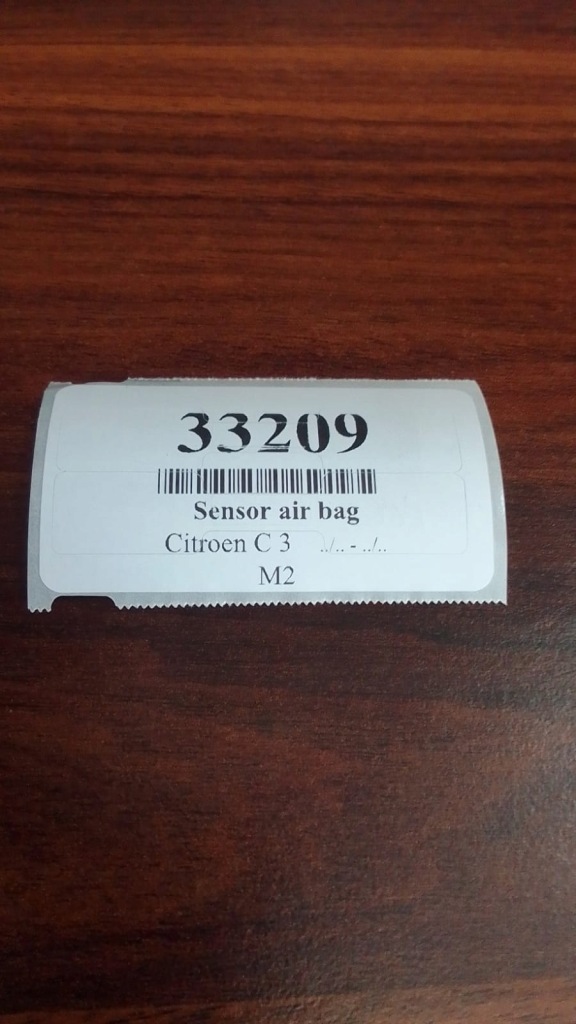 33209
Sensor air bag
Citroen C 3 ../.. - ../..
M2